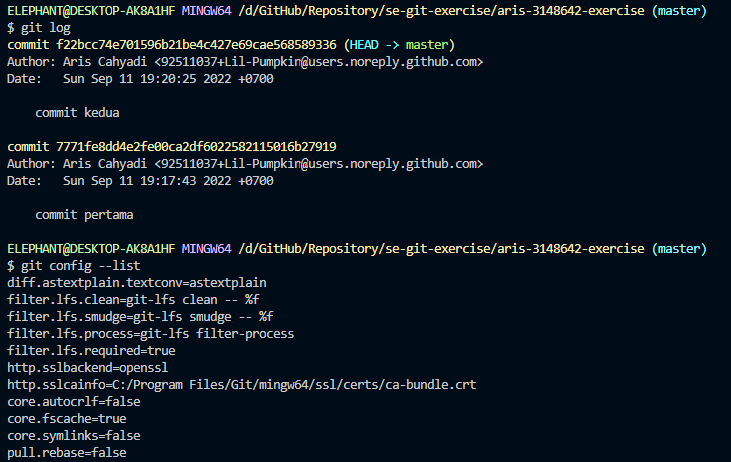 ELEPHANT@DESKTOP-AK8A1HF MINGW64 /d/GitHub/Repository/se-git-exercise/aris-3148642-exercise (master)
$ git log
commit f22bcc74e701596b21be4c427e69cae568589336 (HEAD -> master)
Author: Aris Cahyadi <92511037+Lil-Pumpkin@users.noreply.github.com>
Date:   Sun Sep 11 19:20:25 2022 +0700
    commit kedua
commit 7771fe8dd4e2fe00ca2df6022582115016b27919
Author: Aris Cahyadi <92511037+Lil-Pumpkin@users.noreply.github.com>
Date:   Sun Sep 11 19:17:43 2022 +0700
    commit pertama
ELEPHANT@DESKTOP-AK8A1HF MINGW64 /d/GitHub/Repository/se-git-exercise/aris-3148642-exercise (master)
$ git config --list
diff.astextplain.textconv=astextplain
filter.lfs.clean=git-lfs clean -- %f
filter.lfs.smudge=git-lfs smudge -- %f
filter.lfs.process=git-lfs filter-process
filter.lfs.required=true
http.sslbackend=openssl
http.sslcainfo=C:/Program Files/Git/mingw64/ssl/certs/ca-bundle.crt
core.autocrlf=false
core.fscache=true
core.symlinks=false
pull.rebase=false